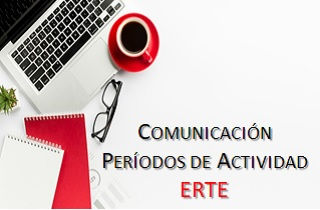 COMUNICACIÓN
PERÍODOS DE ACTIVIDAD
ERTE